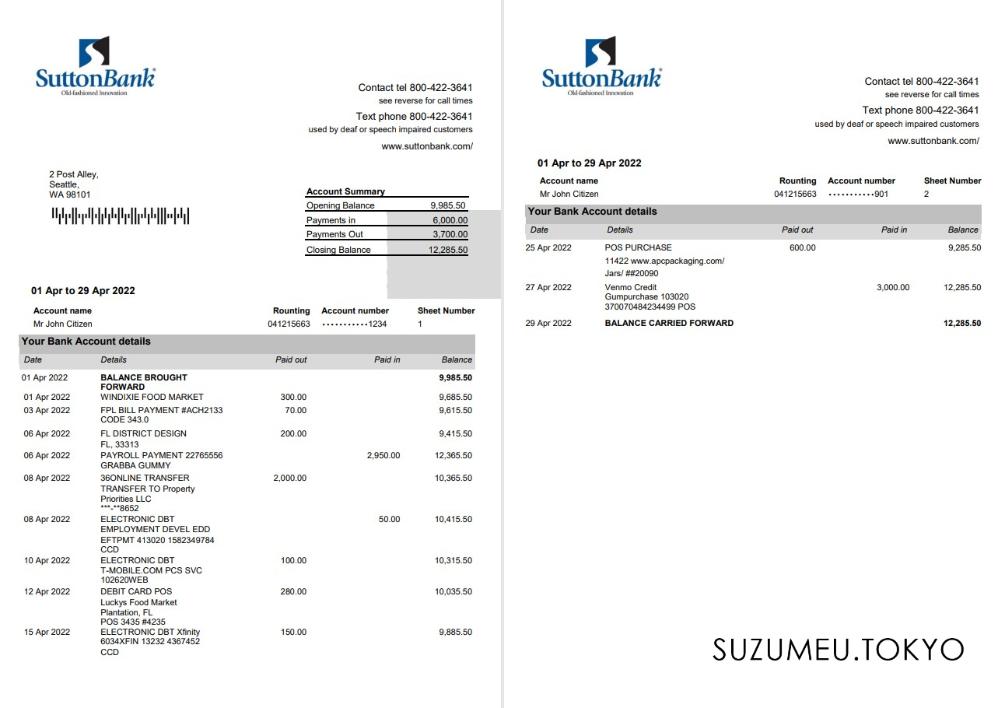 SuttonBank®
Old-fashioned Innovation
Contact tel 800-422-3641
see reverse for call times
Text phone 800-422-3641
used by deaf or speech impaired customers
www.suttonbank.com/
2 Post Alley,
Seattle,
WA 98101
Account Summary
Opening Balance 9,985.50
Payments in 6,000.00
Payments Out 3,700.00
Closing Balance 12,285.50
01 Apr to 29 Apr 2022
Account name Rounting Account number Sheet Number
Mr John Citizen 041215663 ···········1234 1
Your Bank Account details
Date Details Paid out Paid in Balance
01 Apr 2022 BALANCE BROUGHT 9,985.50
FORWARD
01 Apr 2022 WINDIXIE FOOD MARKET 300.00 9,685.50
03 Apr 2022 FPL BILL PAYMENT #ACH2133 70.00 9,615.50
CODE 343.0
06 Apr 2022 FL DISTRICT DESIGN 200.00 9,415.50
FL, 33313
06 Apr 2022 PAYROLL PAYMENT 22765556 2,950.00 12,365.50
GRABBA GUMMY
08 Apr 2022 36ONLINE TRANSFER 2,000.00 10,365.50
TRANSFER TO Property
Priorities LLC
***-**8652
08 Apr 2022 ELECTRONIC DBT 50.00 10,415.50
EMPLOYMENT DEVEL EDD
EFTPMT 413020 1582349784
CCD
10 Apr 2022 ELECTRONIC DBT 100.00 10,315.50
T-MOBILE.COM PCS SVC
102620WEB
12 Apr 2022 DEBIT CARD POS 280.00 10,035.50
Luckys Food Market
Plantation, FL
POS 3435 #4235
15 Apr 2022 ELECTRONIC DBT Xfinity 150.00 9,885.50
6034XFIN 13232 4367452
CCD
SuttonBank®
Old-fashioned Innovation
Contact tel 800-422-3641
see reverse for call times
Text phone 800-422-3641
used by deaf or speech impaired customers
www.suttonbank.com/
01 Apr to 29 Apr 2022
Account name Rounting Account number Sheet Number
Mr John Citizen 041215663 ···········901 2
Your Bank Account details
Date Details Paid out Paid in Balance
25 Apr 2022 POS PURCHASE 600.00 9,285.50
11422 www.apcpackaging.com/
Jars/ ##20090
27 Apr 2022 Venmo Credit 3,000.00 12,285.50
Gumpurchase 103020
370070484234499 POS
29 Apr 2022 BALANCE CARRIED FORWARD 12,285.50
SUZUMEU.TOKYO